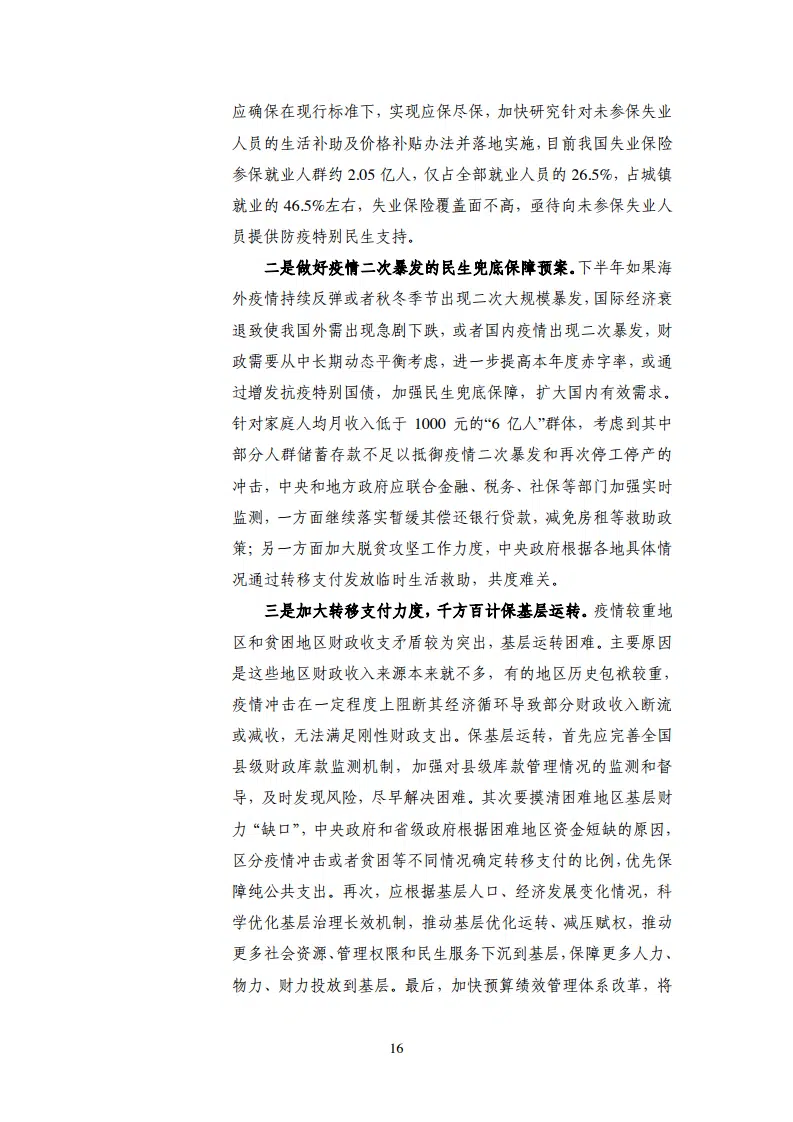 应确保在现行标准下，实现应保尽保，加快研究针对未参保失业
人员的生活补助及价格补贴办法并落地实施，目前我国失业保险
参保就业人群约 2.05 亿人，仅占全部就业人员的 26.5%，占城镇
就业的 46.5%左右，失业保险覆盖面不高，亟待向未参保失业人
员提供防疫特别民生支持。
二是做好疫情二次暴发的民生兜底保障预案。下半年如果海
外疫情持续反弹或者秋冬季节出现二次大规模暴发，国际经济衰
退致使我国外需出现急剧下跌，或者国内疫情出现二次暴发，财
政需要从中长期动态平衡考虑，进一步提高本年度赤字率，或通
过增发抗疫特别国债，加强民生兜底保障，扩大国内有效需求。
针对家庭人均月收入低于 1000 元的“6 亿人”群体，考虑到其中
部分人群储蓄存款不足以抵御疫情二次暴发和再次停工停产的
冲击，中央和地方政府应联合金融、税务、社保等部门加强实时
监测，一方面继续落实暂缓其偿还银行贷款，减免房租等救助政
策；另一方面加大脱贫攻坚工作力度，中央政府根据各地具体情
况通过转移支付发放临时生活救助，共度难关。
三是加大转移支付力度，千方百计保基层运转。疫情较重地
区和贫困地区财政收支矛盾较为突出，基层运转困难。主要原因
是这些地区财政收入来源本来就不多，有的地区历史包袱较重，
疫情冲击在一定程度上阻断其经济循环导致部分财政收入断流
或减收，无法满足刚性财政支出。保基层运转，首先应完善全国
县级财政库款监测机制，加强对县级库款管理情况的监测和督
导，及时发现风险，尽早解决困难。其次要摸清困难地区基层财
力“缺口”，中央政府和省级政府根据困难地区资金短缺的原因，
区分疫情冲击或者贫困等不同情况确定转移支付的比例，优先保
障纯公共支出。再次，应根据基层人口、经济发展变化情况，科
学优化基层治理长效机制，推动基层优化运转、减压赋权，推动
更多社会资源、管理权限和民生服务下沉到基层，保障更多人力、
物力、财力投放到基层。最后，加快预算绩效管理体系改革，将
16